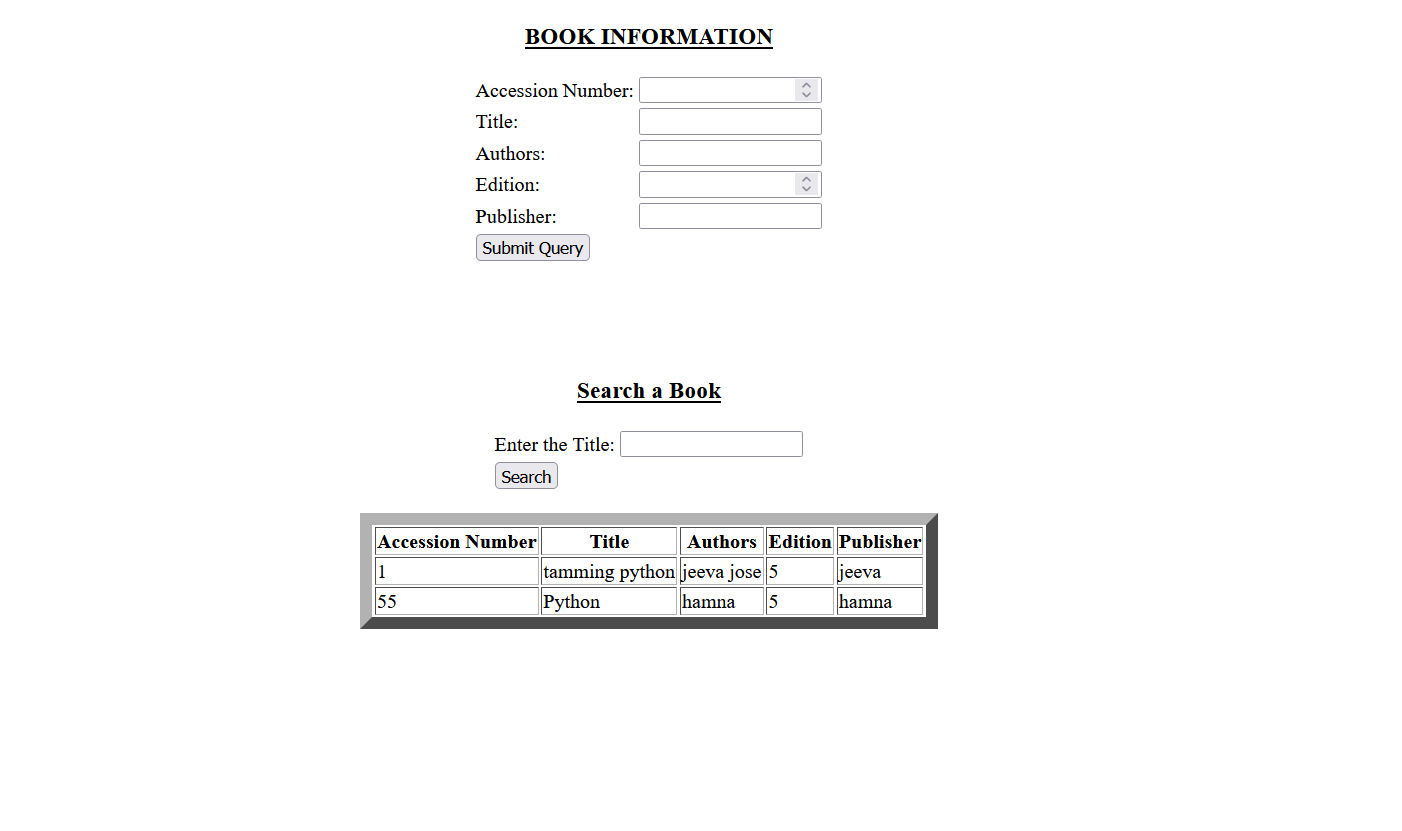 BOOK INFORMATION
Accession Number:
Title:
Authors:
Edition:
Publisher:
Submit Query
Search a Book
Enter the Title:
Search
Accession Number Title Authors Edition Publisher
1 tamming python jeeva jose 5 jeeva
55 Python hamna 5 hamna